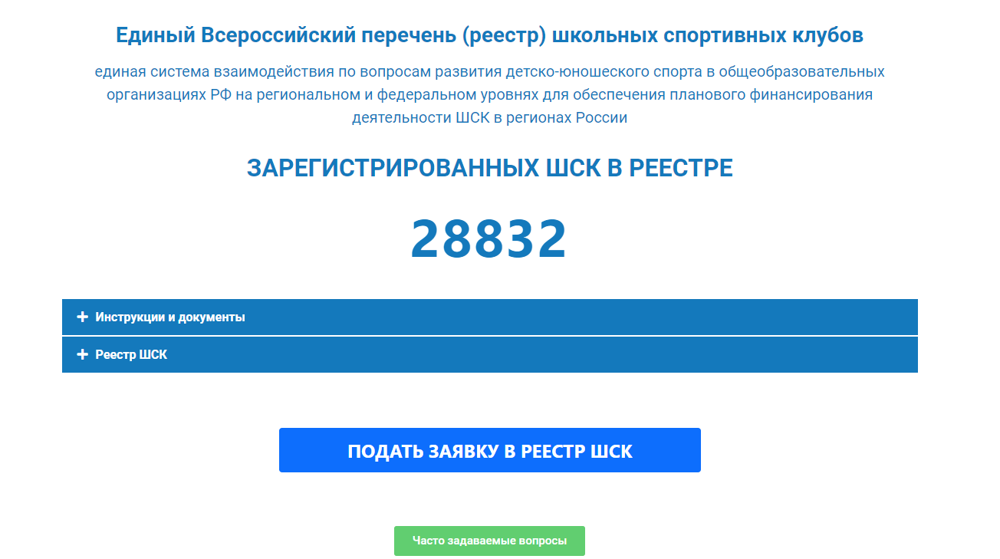 Единый Всероссийский перечень (реестр) школьных спортивных клубов
единая система взаимодействия по вопросам развития детско-юношеского спорта в общеобразовательных
организациях РФ на региональном и федеральном уровнях для обеспечения планового финансирования
деятельности ШСК в регионах России
ЗАРЕГИСТРИРОВАННЫХ ШСК В РЕЕСТРЕ
28832
Инструкции и документы
Реестр ШСК
ПОДАТЬ ЗАЯВКУ В РЕЕСТР ШСК
Часто задаваемые вопросы